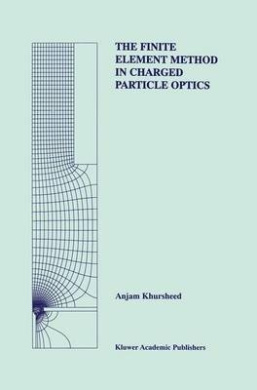 THE FINITE
ELEMENT METHOD
IN CHARGED
PARTICLE OPTICS
Anjam Khursheed
Kluwer Academic Publishers